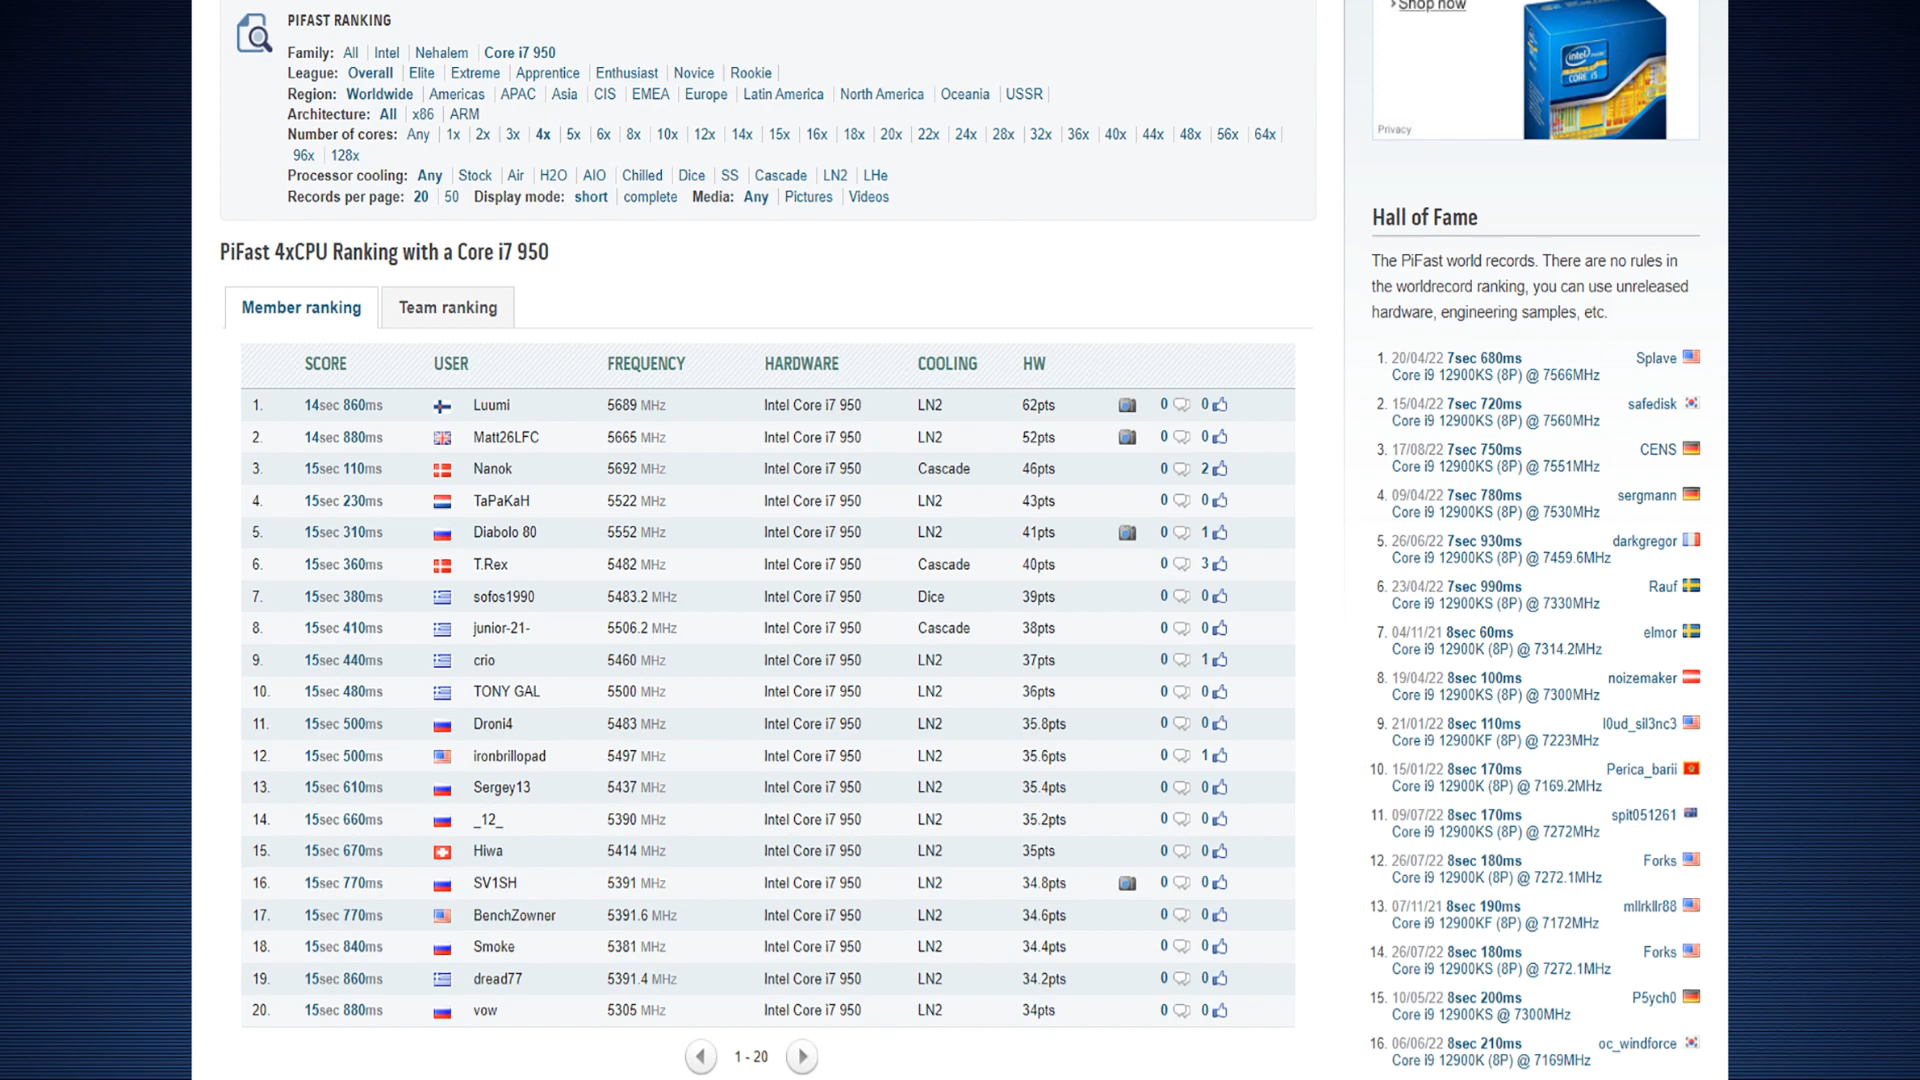 PIFAST RANKING
Family: All Intel Nehalem Core i7 950
League: Overall Elite Extreme Apprentice Enthusiast Novice Rookie
Region: Worldwide Americas APAC Asia CIS EMEA Europe Latin America North America Oceania USSR
Architecture: All x86 ARM
Number of cores: Any 1x 2x 3x 4x 5x 6x 8x 10x 12x 14x 15x 16x 18x 20x 22x 24x 28x 32x 36x 40x 44x 48x 56x 64x
96x 128x
Processor cooling: Any Stock Air H2O AIO Chilled Dice SS Cascade LN2 LHe
Records per page: 20 50 Display mode: short complete Media: Any Pictures Videos
PiFast 4xCPU Ranking with a Core i7 950
Member ranking Team ranking
SCORE USER FREQUENCY HARDWARE COOLING HW
1. 14sec 860ms Luumi 5689 MHz Intel Core i7 950 LN2 62pts 0 0
2. 14sec 880ms Matt26LFC 5665 MHz Intel Core i7 950 LN2 52pts 0 0
3. 15sec 110ms Nanok 5692 MHz Intel Core i7 950 Cascade 46pts 0 2
4. 15sec 230ms TaPaKaH 5522 MHz Intel Core i7 950 LN2 43pts 0 0
5. 15sec 310ms Diabolo 80 5552 MHz Intel Core i7 950 LN2 41pts 0 1
6. 15sec 360ms T.Rex 5482 MHz Intel Core i7 950 Cascade 40pts 0 3
7. 15sec 380ms sofos1990 5483.2 MHz Intel Core i7 950 Dice 39pts 0 0
8. 15sec 410ms junior-21- 5506.2 MHz Intel Core i7 950 Cascade 38pts 0 0
9. 15sec 440ms crio 5460 MHz Intel Core i7 950 LN2 37pts 0 1
10. 15sec 480ms TONY GAL 5500 MHz Intel Core i7 950 LN2 36pts 0 0
11. 15sec 500ms Droni4 5483 MHz Intel Core i7 950 LN2 35.8pts 0 0
12. 15sec 500ms ironbrillopad 5497 MHz Intel Core i7 950 LN2 35.6pts 0 1
13. 15sec 610ms Sergey13 5437 MHz Intel Core i7 950 LN2 35.4pts 0 0
14. 15sec 660ms _12_ 5390 MHz Intel Core i7 950 LN2 35.2pts 0 0
15. 15sec 670ms Hiwa 5414 MHz Intel Core i7 950 LN2 35pts 0 0
16. 15sec 770ms SV1SH 5391 MHz Intel Core i7 950 LN2 34.8pts 0 0
17. 15sec 770ms BenchZowner 5391.6 MHz Intel Core i7 950 LN2 34.6pts 0 0
18. 15sec 840ms Smoke 5381 MHz Intel Core i7 950 LN2 34.4pts 0 0
19. 15sec 860ms dread77 5391.4 MHz Intel Core i7 950 LN2 34.2pts 0 0
20. 15sec 880ms vow 5305 MHz Intel Core i7 950 LN2 34pts 0 0
1 - 20
Shop now
intel
CORE i5
Privacy
Hall of Fame
The PiFast world records. There are no rules in
the worldrecord ranking, you can use unreleased
hardware, engineering samples, etc.
1. 20/04/22 7sec 680ms Splave
Core i9 12900KS (8P) @ 7566MHz
2. 15/04/22 7sec 720ms safedisk
Core i9 12900KS (8P) @ 7560MHz
3. 17/08/22 7sec 750ms CENS
Core i9 12900KS (8P) @ 7551MHz
4. 09/04/22 7sec 780ms sergmann
Core i9 12900KS (8P) @ 7530MHz
5. 26/06/22 7sec 930ms darkgregor
Core i9 12900KS (8P) @ 7459.6MHz
6. 23/04/22 7sec 990ms Rauf
Core i9 12900KS (8P) @ 7330MHz
7. 04/11/21 8sec 60ms elmor
Core i9 12900K (8P) @ 7314.2MHz
8. 19/04/22 8sec 100ms noizemaker
Core i9 12900KS (8P) @ 7300MHz
9. 21/01/22 8sec 110ms l0ud_sil3nc3
Core i9 12900KF (8P) @ 7223MHz
10. 15/01/22 8sec 170ms Perica_barii
Core i9 12900K (8P) @ 7169.2MHz
11. 09/07/22 8sec 170ms spit051261
Core i9 12900KS (8P) @ 7272MHz
12. 26/07/22 8sec 180ms Forks
Core i9 12900K (8P) @ 7272.1MHz
13. 07/11/21 8sec 190ms mllrkllr88
Core i9 12900KF (8P) @ 7172MHz
14. 26/07/22 8sec 180ms Forks
Core i9 12900KS (8P) @ 7272.1MHz
15. 10/05/22 8sec 200ms P5ych0
Core i9 12900KS @ 7300MHz
16. 06/06/22 8sec 210ms oc_windforce
Core i9 12900K (8P) @ 7169MHz